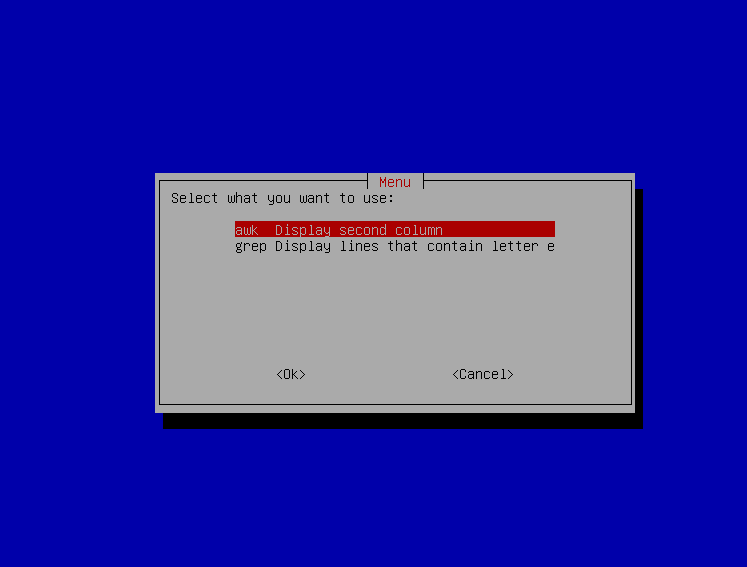 Menu
Select what you want to use:
awk  Display second column
grep Display lines that contain letter e
<Ok> <Cancel>